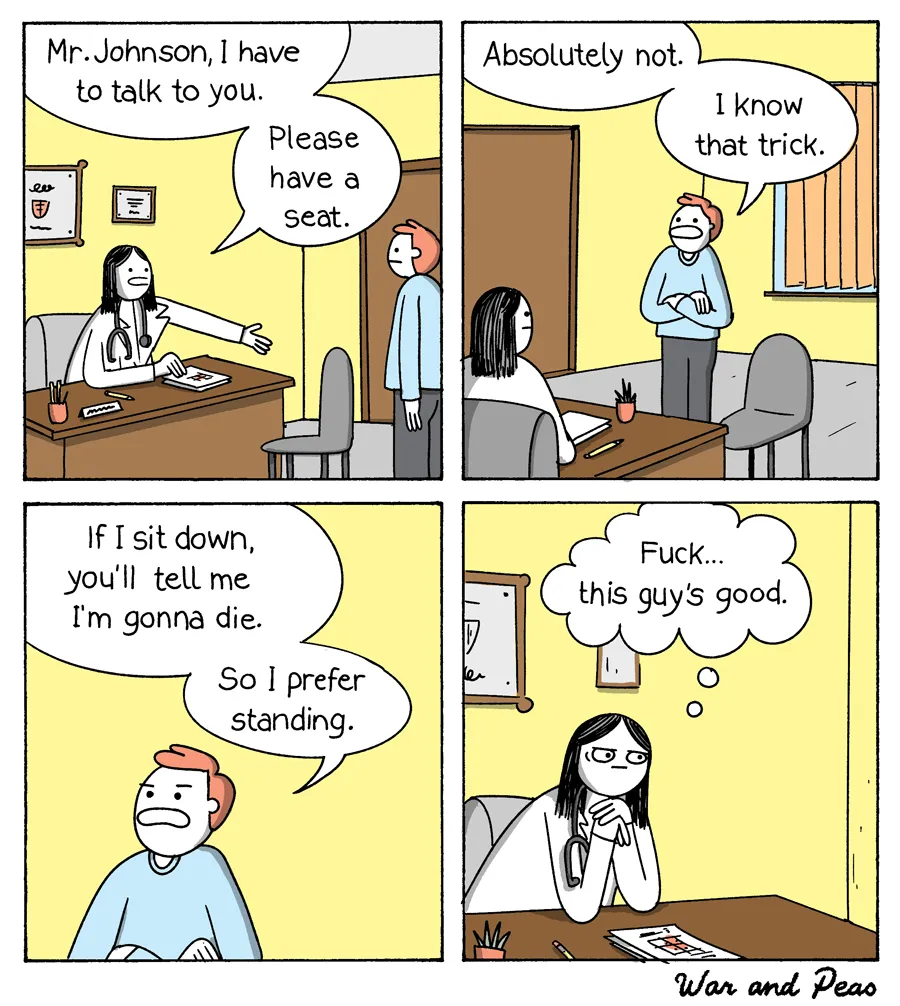 Mr. Johnson, I have
to talk to you.
Please
have a
seat.
Absolutely not.
I know
that trick.
If I sit down,
you'll tell me
I'm gonna die.
So I prefer
standing.
Fuck...
this guy's good.
War and Peas